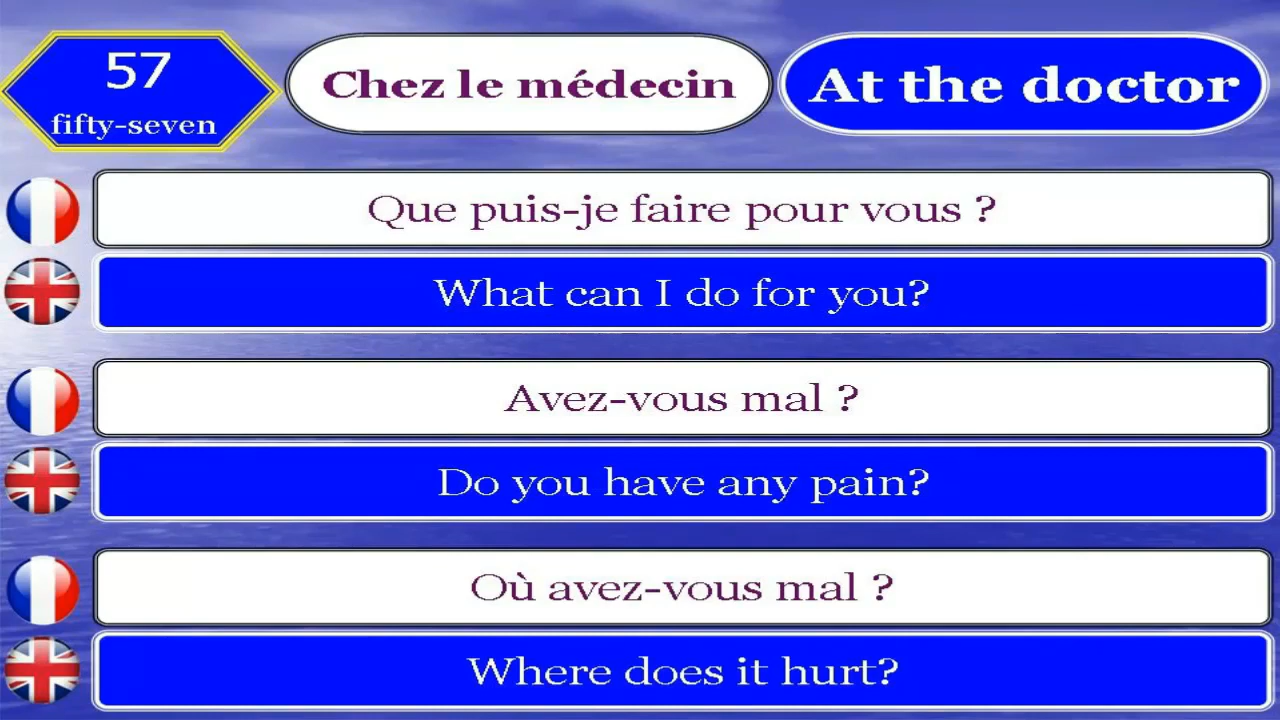 57
fifty-seven
Chez le médecin
At the doctor
Que puis-je faire pour vous ?
What can I do for you?
Avez-vous mal ?
Do you have any pain?
Où avez-vous mal ?
Where does it hurt?